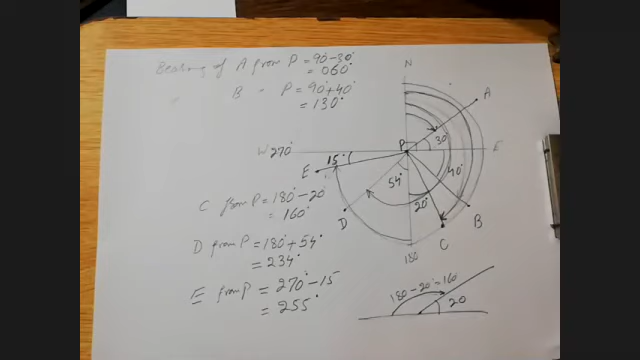 Bearing of A from P = 90° - 30°
= 060°
" B " P = 90° + 40°
= 130°
N
A
W 270°
P
30°
E
E
15°
54°
40°
20°
D
B
C
180
C from P = 180° - 20°
= 160°
D from P = 180° + 54°
= 234°
E from P = 270° - 15
= 255°
180 - 20° = 160°
20